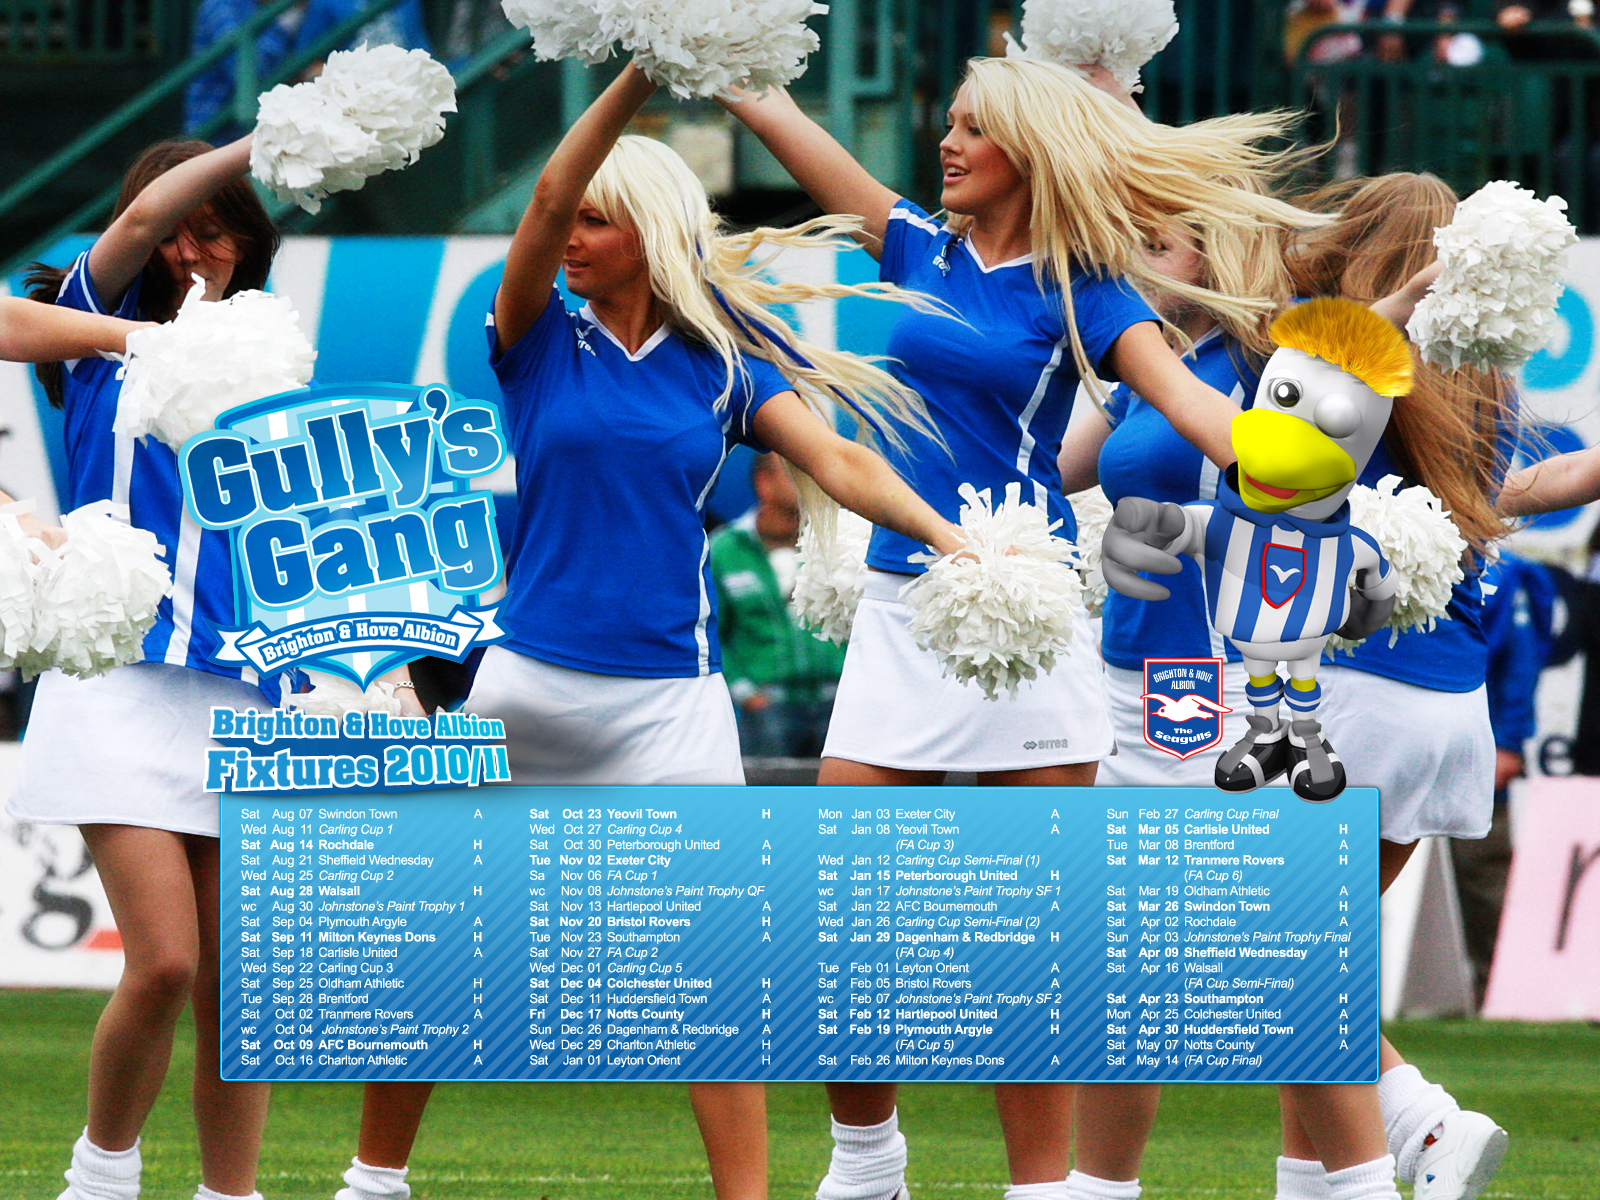 Gully's
Gang
Brighton & Hove Albion
Brighton & Hove Albion
Fixtures 2010/11
BRIGHTON & HOVE
ALBION
The
Seagulls
errea
Sat Aug 07 Swindon Town A
Wed Aug 11 Carling Cup 1
Sat Aug 14 Rochdale H
Sat Aug 21 Sheffield Wednesday A
Wed Aug 25 Carling Cup 2
Sat Aug 28 Walsall H
wc Aug 30 Johnstone's Paint Trophy 1
Sat Sep 04 Plymouth Argyle A
Sat Sep 11 Milton Keynes Dons H
Sat Sep 18 Carlisle United A
Wed Sep 22 Carling Cup 3
Sat Sep 25 Oldham Athletic H
Tue Sep 28 Brentford H
Sat Oct 02 Tranmere Rovers A
wc Oct 04 Johnstone's Paint Trophy 2
Sat Oct 09 AFC Bournemouth H
Sat Oct 16 Charlton Athletic A
Sat Oct 23 Yeovil Town H
Wed Oct 27 Carling Cup 4
Sat Oct 30 Peterborough United A
Tue Nov 02 Exeter City H
Sa Nov 06 FA Cup 1
wc Nov 08 Johnstone's Paint Trophy QF
Sat Nov 13 Hartlepool United A
Sat Nov 20 Bristol Rovers H
Tue Nov 23 Southampton A
Sat Nov 27 FA Cup 2
Wed Dec 01 Carling Cup 5
Sat Dec 04 Colchester United H
Sat Dec 11 Huddersfield Town A
Fri Dec 17 Notts County H
Sun Dec 26 Dagenham & Redbridge A
Wed Dec 29 Charlton Athletic H
Sat Jan 01 Leyton Orient H
Mon Jan 03 Exeter City A
Sat Jan 08 Yeovil Town A
(FA Cup 3)
Wed Jan 12 Carling Cup Semi-Final (1)
Sat Jan 15 Peterborough United H
wc Jan 17 Johnstone's Paint Trophy SF 1
Sat Jan 22 AFC Bournemouth A
Wed Jan 26 Carling Cup Semi-Final (2)
Sat Jan 29 Dagenham & Redbridge H
(FA Cup 4)
Tue Feb 01 Leyton Orient A
Sat Feb 05 Bristol Rovers A
wc Feb 07 Johnstone's Paint Trophy SF 2
Sat Feb 12 Hartlepool United H
Sat Feb 19 Plymouth Argyle H
(FA Cup 5)
Sat Feb 26 Milton Keynes Dons A
Sun Feb 27 Carling Cup Final
Sat Mar 05 Carlisle United H
Tue Mar 08 Brentford A
Sat Mar 12 Tranmere Rovers H
(FA Cup 6)
Sat Mar 19 Oldham Athletic A
Sat Mar 26 Swindon Town H
Sat Apr 02 Rochdale A
Sun Apr 03 Johnstone's Paint Trophy Final
Sat Apr 09 Sheffield Wednesday H
Sat Apr 16 Walsall A
(FA Cup Semi-Final)
Sat Apr 23 Southampton H
Mon Apr 25 Colchester United A
Sat Apr 30 Huddersfield Town H
Sat May 07 Notts County A
Sat May 14 (FA Cup Final)